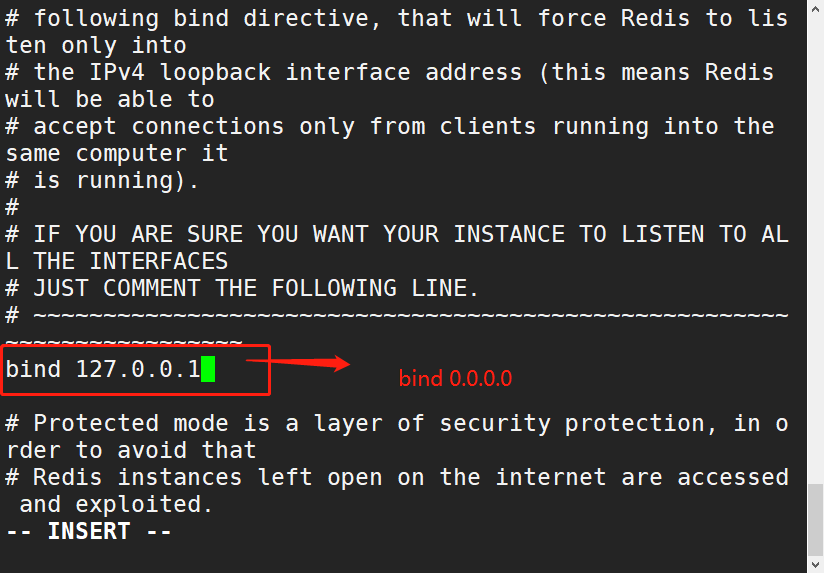 # following bind directive, that will force Redis to lis
ten only into
# the IPv4 loopback interface address (this means Redis
will be able to
# accept connections only from clients running into the
same computer it
# is running).
#
# IF YOU ARE SURE YOU WANT YOUR INSTANCE TO LISTEN TO AL
L THE INTERFACES
# JUST COMMENT THE FOLLOWING LINE.
# ~~~~~~~~~~~~~~~~~~~~~~~~~~~~~~~~~~~~~~~~~~~~~~~~~~~~~~
~~~~~~~~~~~~~~~~~
bind 127.0.0.1
bind 0.0.0.0
# Protected mode is a layer of security protection, in o
rder to avoid that
# Redis instances left open on the internet are accessed
 and exploited.
-- INSERT --